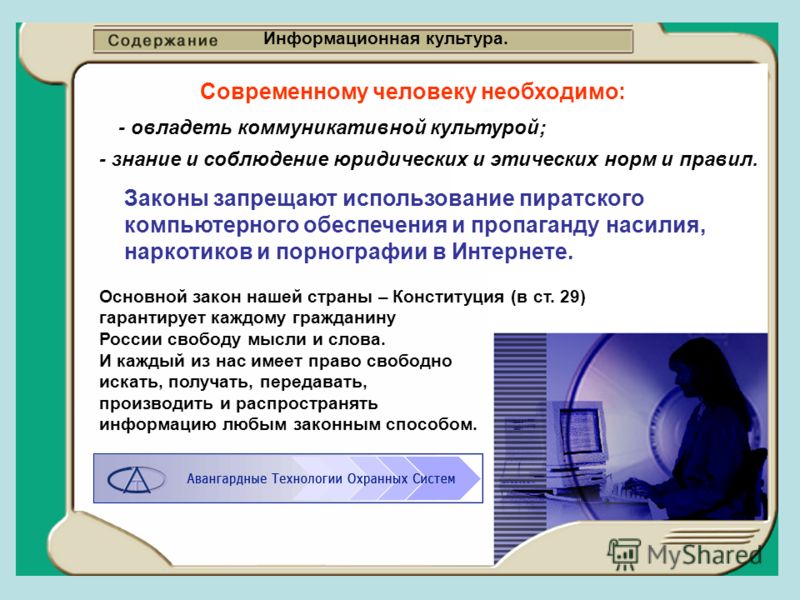 Содержание Информационная культура.
Современному человеку необходимо:
- овладеть коммуникативной культурой;
- знание и соблюдение юридических и этических норм и правил.
Законы запрещают использование пиратского
компьютерного обеспечения и пропаганду насилия,
наркотиков и порнографии в Интернете.
Основной закон нашей страны – Конституция (в ст. 29)
гарантирует каждому гражданину
России свободу мысли и слова.
И каждый из нас имеет право свободно
искать, получать, передавать,
производить и распространять
информацию любым законным способом.
Авангардные Технологии Охранных Систем
MyShared